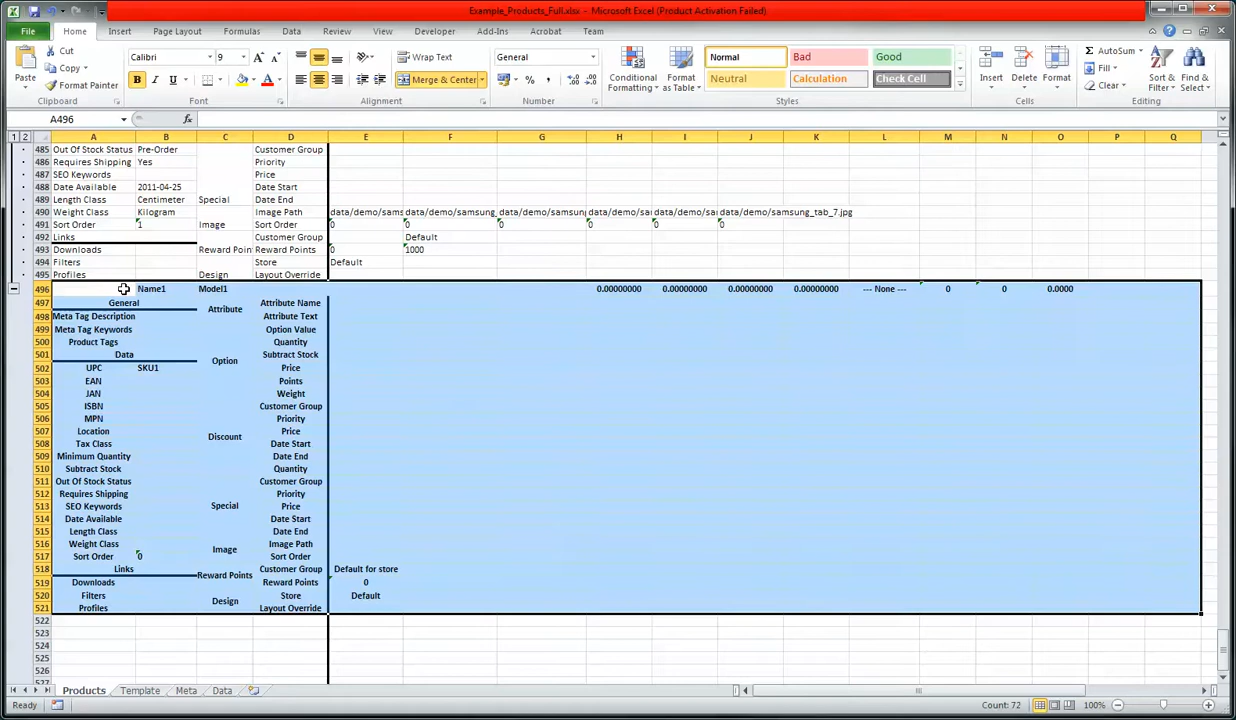 Example_Products_Full.xlsx - Microsoft Excel (Product Activation Failed)
File Home Insert Page Layout Formulas Data Review View Developer Add-Ins Acrobat Team
Paste Cut Copy Format Painter Clipboard
Calibri 9 A A B I U A Font
Wrap Text Merge & Center Alignment
General $ % , Number
Conditional Formatting Format as Table Normal Bad Good Neutral Calculation Check Cell Styles
Insert Delete Format Cells
AutoSum Fill Clear Sort & Filter Find & Select Editing
A496 fx
1 2 A B C D E F G H I J K L M N O P Q
485 Out Of Stock Status Pre-Order Customer Group
486 Requires Shipping Yes Priority
487 SEO Keywords Price
488 Date Available 2011-04-25 Date Start
489 Length Class Centimeter Special Date End
490 Weight Class Kilogram Image Path data/demo/sams data/demo/samsung_ data/demo/samsun data/demo/sa data/demo/sa data/demo/samsung_tab_7.jpg
491 Sort Order 1 Image Sort Order 0 0 0 0 0 0
492 Links Customer Group Default
493 Downloads Reward Poin Reward Points 0 1000
494 Filters Store Default
495 Profiles Design Layout Override
496 Name1 Model1 0.00000000 0.00000000 0.00000000 0.00000000 --- None --- 0 0 0.0000
497 General Attribute Attribute Name
498 Meta Tag Description Attribute Text
499 Meta Tag Keywords Option Value
500 Product Tags Quantity
501 Data Option Subtract Stock
502 UPC SKU1 Price
503 EAN Points
504 JAN Weight
505 ISBN Customer Group
506 MPN Priority
507 Location Discount Price
508 Tax Class Date Start
509 Minimum Quantity Date End
510 Subtract Stock Quantity
511 Out Of Stock Status Customer Group
512 Requires Shipping Priority
513 SEO Keywords Special Price
514 Date Available Date Start
515 Length Class Date End
516 Weight Class Image Image Path
517 Sort Order 0 Sort Order
518 Links Customer Group Default for store
519 Downloads Reward Points Reward Points 0
520 Filters Store Default
521 Profiles Design Layout Override
522
523
524
525
526
Products Template Meta Data
Ready Count: 72 100%